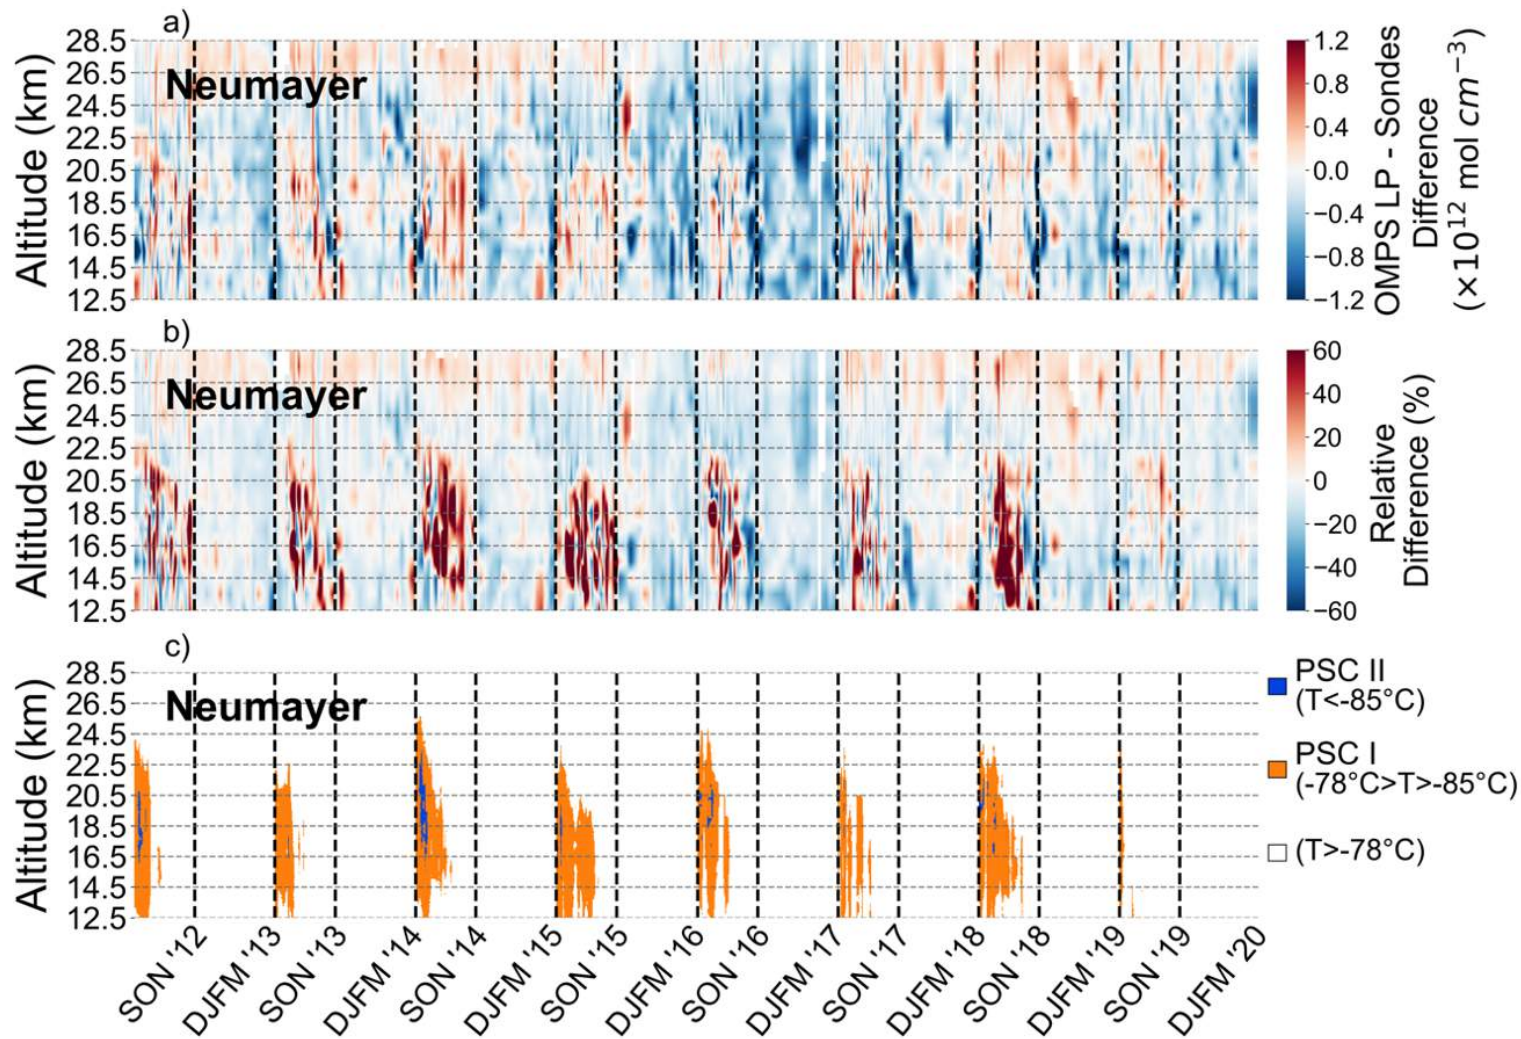 a)
28.5
26.5
24.5
22.5
20.5
18.5
16.5
14.5
12.5
Altitude (km)
Neumayer
1.2
0.8
0.4
0.0
−0.4
−0.8
−1.2
OMPS LP - Sondes
Difference
(×10¹² mol cm⁻³)
b)
28.5
26.5
24.5
22.5
20.5
18.5
16.5
14.5
12.5
Altitude (km)
Neumayer
60
40
20
0
−20
−40
−60
Relative
Difference (%)
c)
28.5
26.5
24.5
22.5
20.5
18.5
16.5
14.5
12.5
Altitude (km)
Neumayer
PSC II
(T<-85°C)
PSC I
(-78°C>T>-85°C)
(T>-78°C)
SON '12
DJFM '13
SON '13
DJFM '14
SON '14
DJFM '15
SON '15
DJFM '16
SON '16
DJFM '17
SON '17
DJFM '18
SON '18
DJFM '19
SON '19
DJFM '20